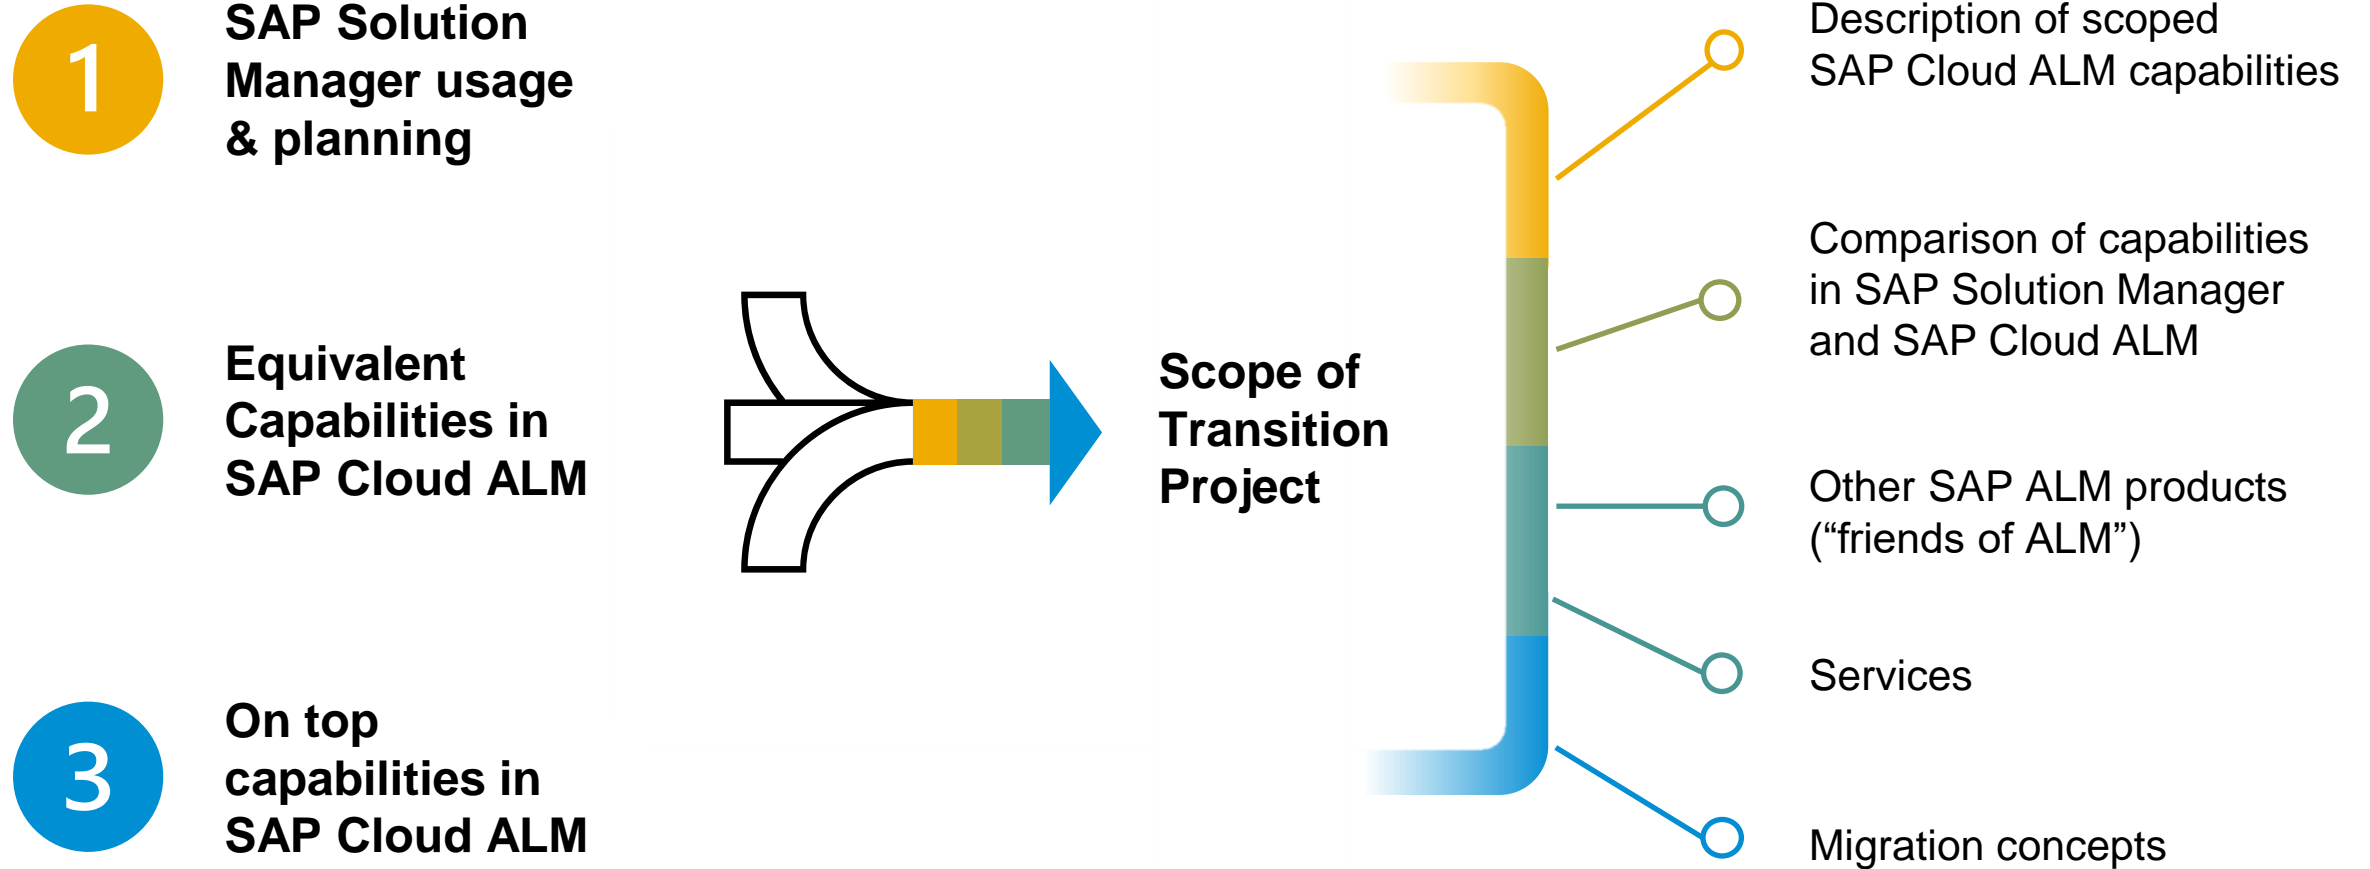 1
SAP Solution
Manager usage
& planning
2
Equivalent
Capabilities in
SAP Cloud ALM
3
On top
capabilities in
SAP Cloud ALM
Scope of
Transition
Project
Description of scoped
SAP Cloud ALM capabilities
Comparison of capabilities
in SAP Solution Manager
and SAP Cloud ALM
Other SAP ALM products
(“friends of ALM”)
Services
Migration concepts